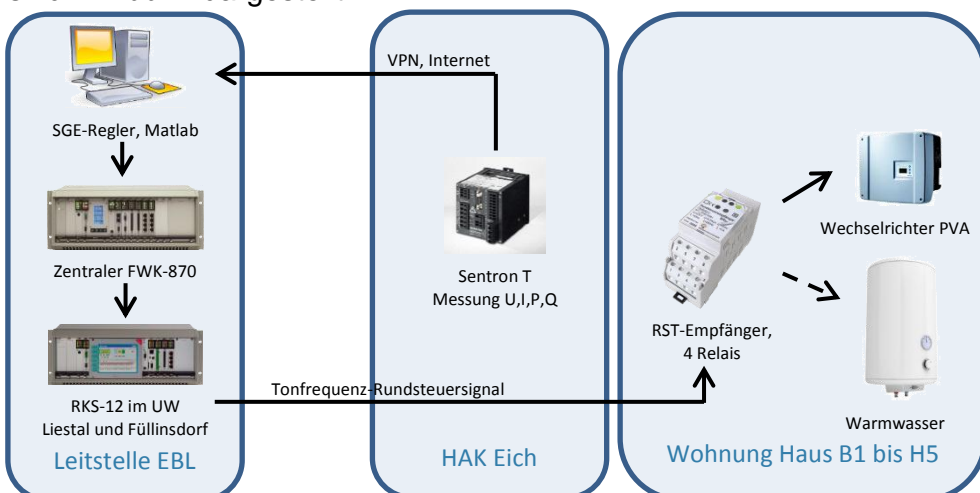 VPN, Internet
SGE-Regler, Matlab
Zentraler FWK-870
RKS-12 im UW
Liestal und Füllinsdorf
Leitstelle EBL
Sentron T
Messung U,I,P,Q
Tonfrequenz-Rundsteuersignal
HAK Eich
RST-Empfänger,
4 Relais
Wechselrichter PVA
Warmwasser
Wohnung Haus B1 bis H5